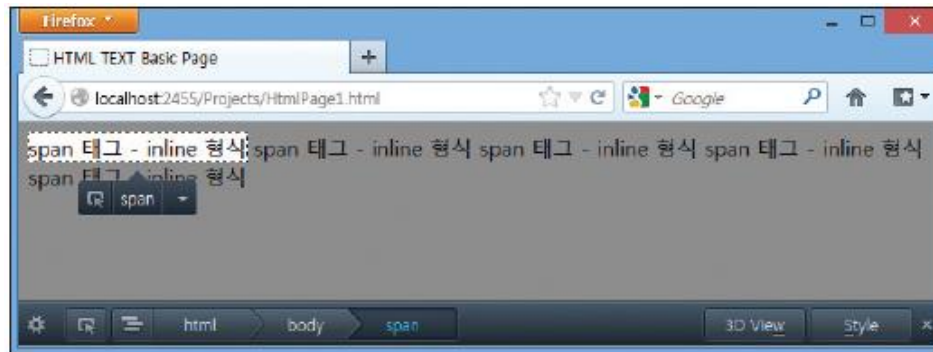 Firefox
HTML TEXT Basic Page
localhost:2455/Projects/HtmlPage1.html
Google
span 태그 - inline 형식 span 태그 - inline 형식 span 태그 - inline 형식 span 태그 - inline 형식
span 태그 - inline 형식
span
html body span 3D View Style